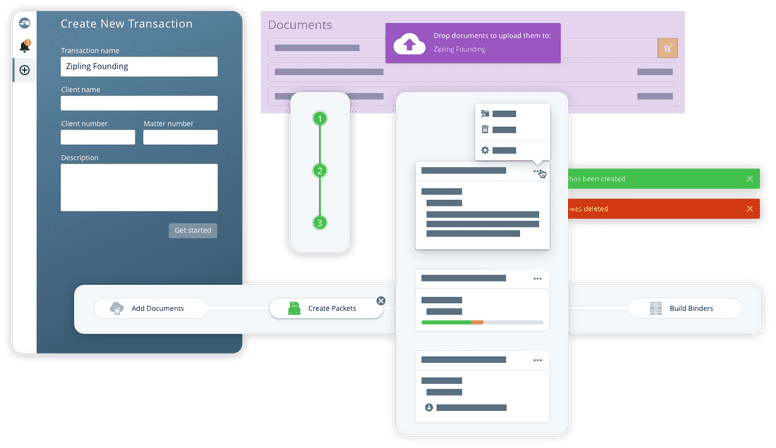 Create New Transaction
Transaction name
Zipling Founding
Client name
Client number
Matter number
Description
Get started
Documents
Drop documents to upload them to:
Zipling Founding
1
2
3
has been created
was deleted
Add Documents
Create Packets
Build Binders